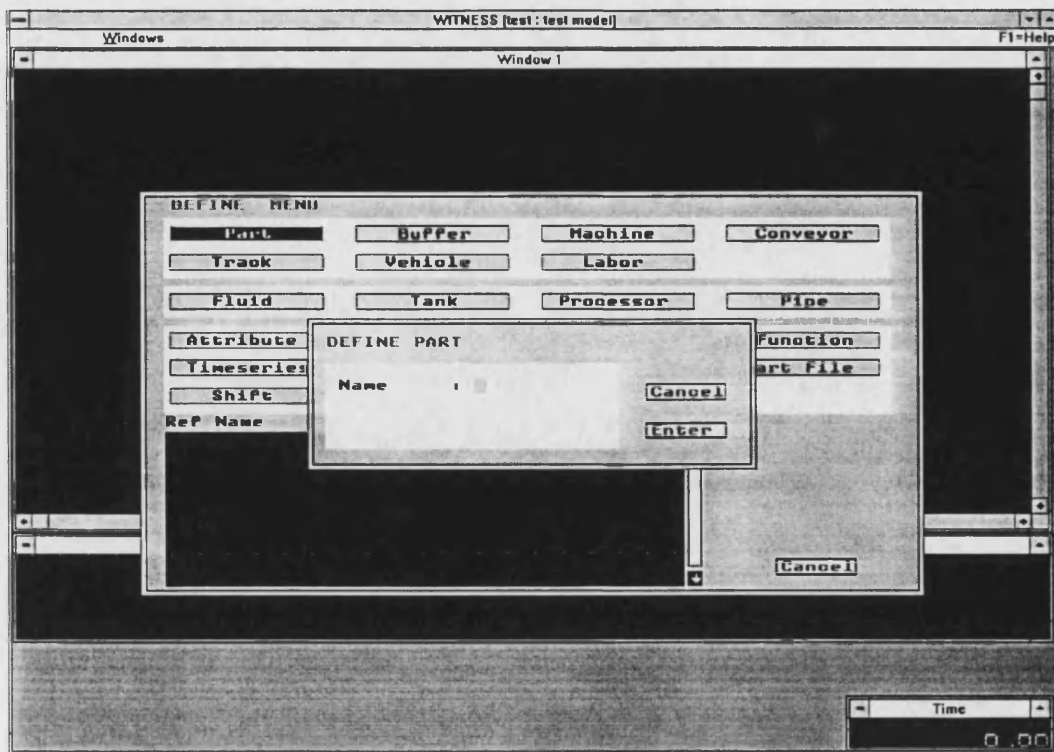 WITNESS [test : test model]
Windows F1=Help
Window 1
DEFINE MENU
Part Buffer Machine Conveyor
Track Vehicle Labor
Fluid Tank Processor Pipe
Attribute Function
Timeseries art File
Shift
DEFINE PART
Name :
Cancel
Enter
Ref Name
Cancel
Time
0.00